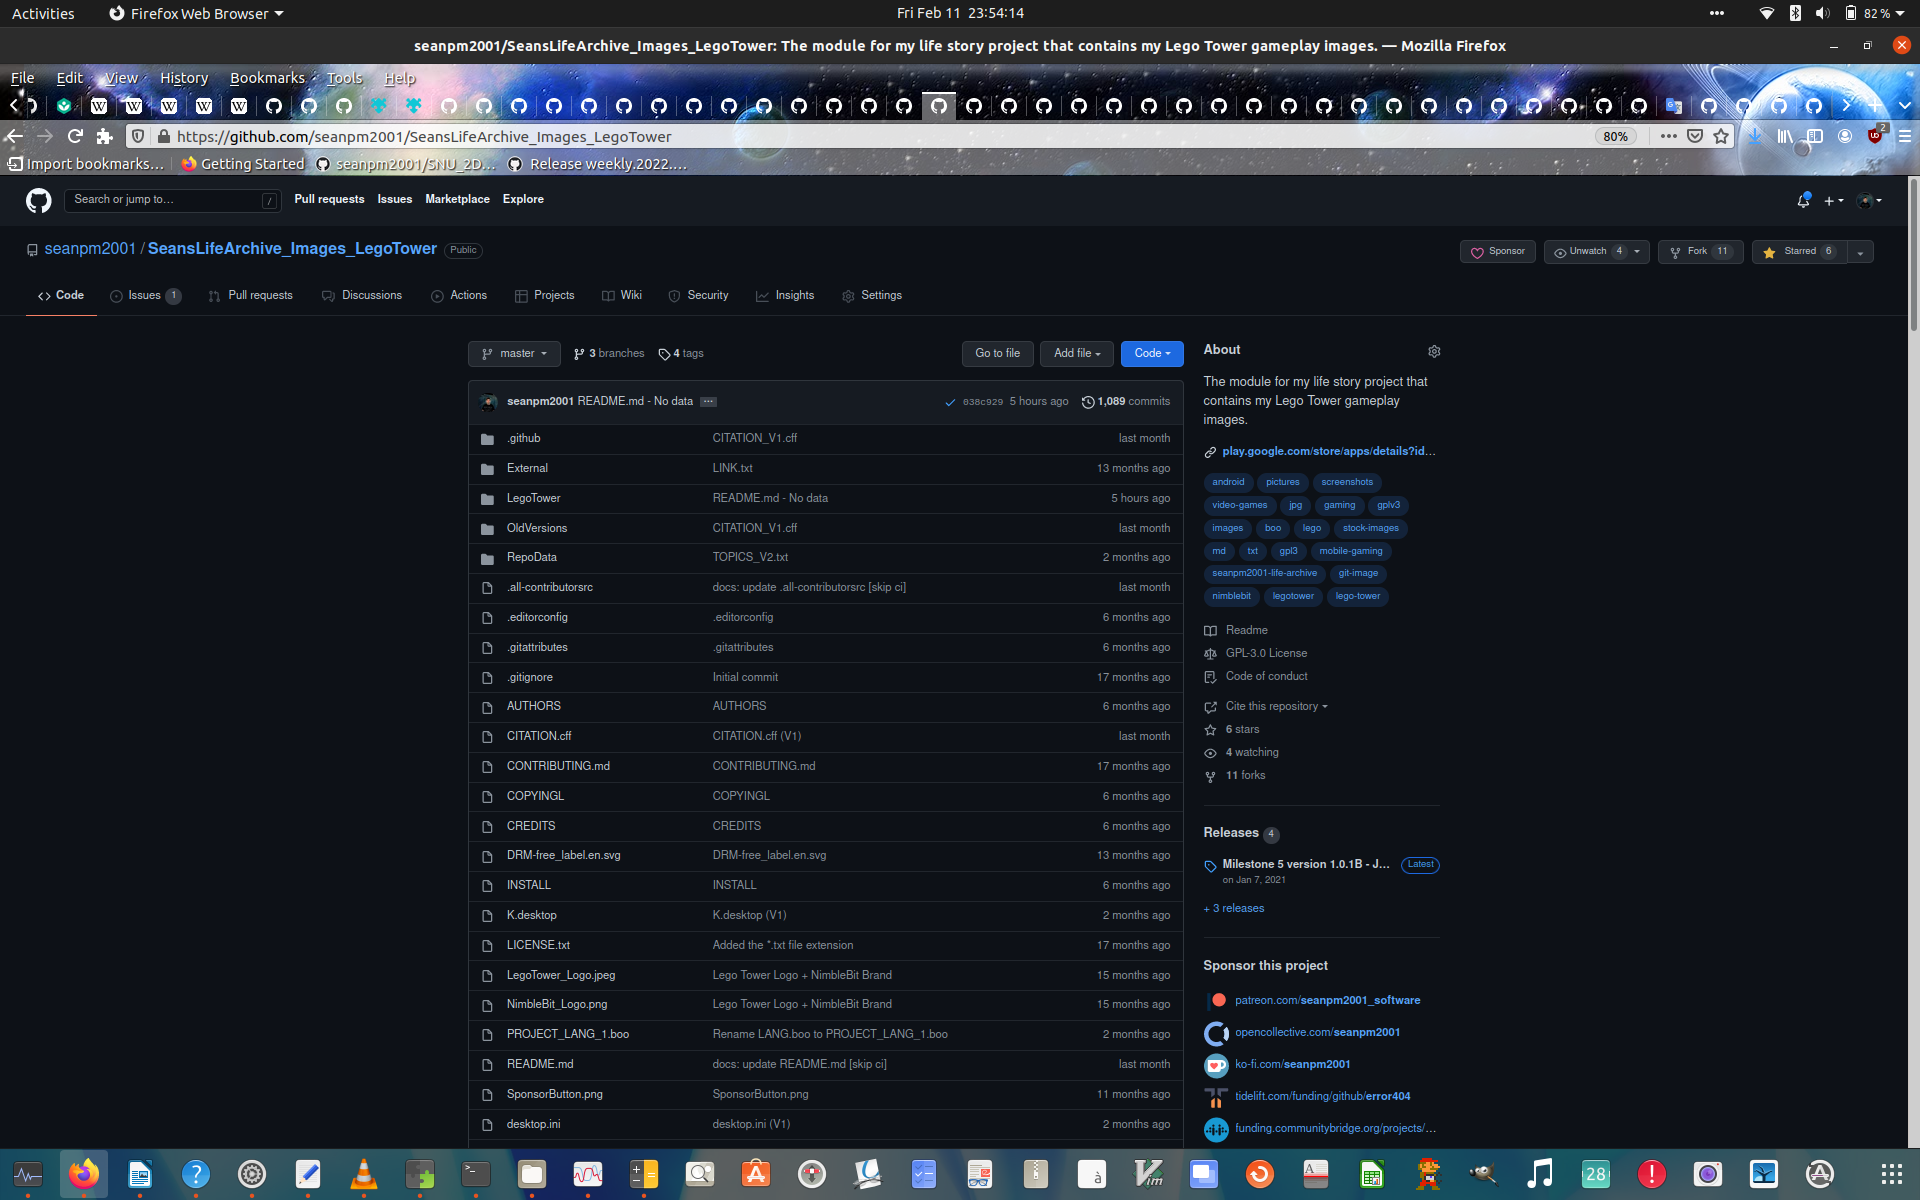 Activities Firefox Web Browser Fri Feb 11 23:54:14 82 %
seanpm2001/SeansLifeArchive_Images_LegoTower: The module for my life story project that contains my Lego Tower gameplay images. — Mozilla Firefox
File Edit View History Bookmarks Tools Help
https://github.com/seanpm2001/SeansLifeArchive_Images_LegoTower 80% 2
Import bookmarks… Getting Started seanpm2001/SNU_2D… Release weekly.2022.…
Search or jump to… / Pull requests Issues Marketplace Explore
seanpm2001 / SeansLifeArchive_Images_LegoTower Public Sponsor Unwatch 4 Fork 11 Starred 6
Code Issues 1 Pull requests Discussions Actions Projects Wiki Security Insights Settings
master 3 branches 4 tags Go to file Add file Code
seanpm2001 README.md - No data 038c929 5 hours ago 1,089 commits
.github CITATION_V1.cff last month
External LINK.txt 13 months ago
LegoTower README.md - No data 5 hours ago
OldVersions CITATION_V1.cff last month
RepoData TOPICS_V2.txt 2 months ago
.all-contributorsrc docs: update .all-contributorsrc [skip ci] last month
.editorconfig .editorconfig 6 months ago
.gitattributes .gitattributes 6 months ago
.gitignore Initial commit 17 months ago
AUTHORS AUTHORS 6 months ago
CITATION.cff CITATION.cff (V1) last month
CONTRIBUTING.md CONTRIBUTING.md 17 months ago
COPYINGL COPYINGL 6 months ago
CREDITS CREDITS 6 months ago
DRM-free_label.en.svg DRM-free_label.en.svg 13 months ago
INSTALL INSTALL 6 months ago
K.desktop K.desktop (V1) 2 months ago
LICENSE.txt Added the *.txt file extension 17 months ago
LegoTower_Logo.jpeg Lego Tower Logo + NimbleBit Brand 15 months ago
NimbleBit_Logo.png Lego Tower Logo + NimbleBit Brand 15 months ago
PROJECT_LANG_1.boo Rename LANG.boo to PROJECT_LANG_1.boo 2 months ago
README.md docs: update README.md [skip ci] last month
SponsorButton.png SponsorButton.png 11 months ago
desktop.ini desktop.ini (V1) 2 months ago
About
The module for my life story project that
contains my Lego Tower gameplay
images.
play.google.com/store/apps/details?id…
android pictures screenshots
video-games jpg gaming gplv3
images boo lego stock-images
md txt gpl3 mobile-gaming
seanpm2001-life-archive git-image
nimblebit legotower lego-tower
Readme
GPL-3.0 License
Code of conduct
Cite this repository
6 stars
4 watching
11 forks
Releases 4
Milestone 5 version 1.0.1B - J… Latest
on Jan 7, 2021
+ 3 releases
Sponsor this project
patreon.com/seanpm2001_software
opencollective.com/seanpm2001
ko-fi.com/seanpm2001
tidelift.com/funding/github/error404
funding.communitybridge.org/projects/…
28